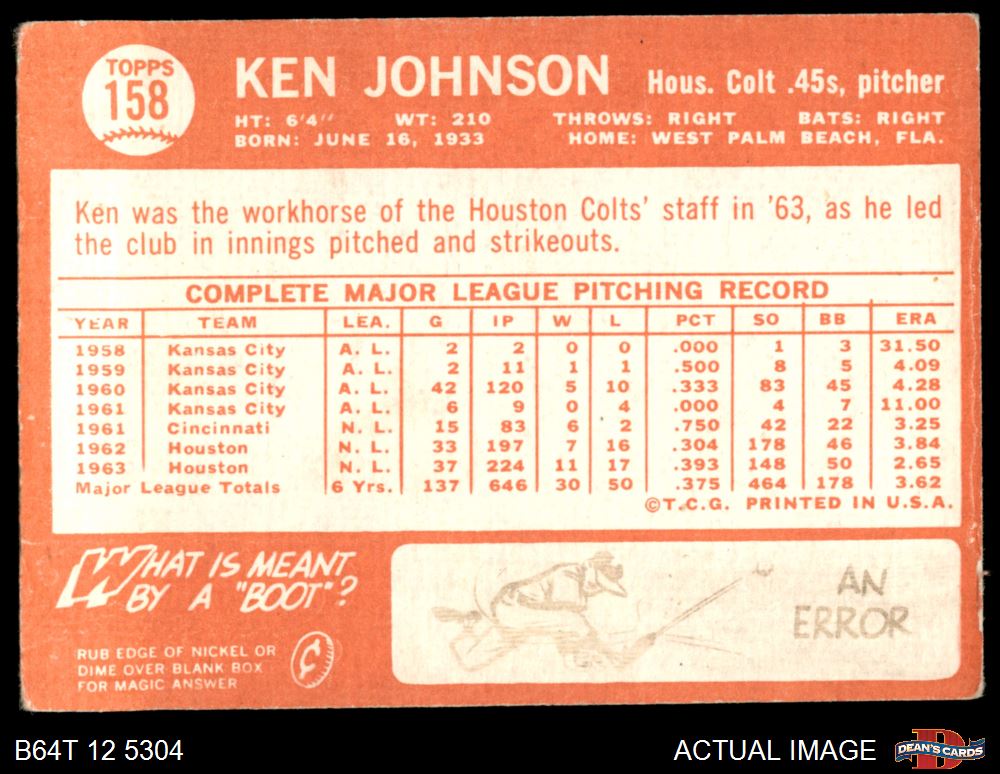 TOPPS
158
KEN JOHNSON Hous. Colt .45s, pitcher
HT: 6'4" WT: 210 THROWS: RIGHT BATS: RIGHT
BORN: JUNE 16, 1933 HOME: WEST PALM BEACH, FLA.
Ken was the workhorse of the Houston Colts' staff in '63, as he led
the club in innings pitched and strikeouts.
COMPLETE MAJOR LEAGUE PITCHING RECORD
YEAR TEAM LEA. G IP W L PCT SO BB ERA
1958 Kansas City A. L. 2 2 0 0 .000 1 3 31.50
1959 Kansas City A. L. 2 11 1 1 .500 8 5 4.09
1960 Kansas City A. L. 42 120 5 10 .333 83 45 4.28
1961 Kansas City A. L. 6 9 0 4 .000 4 7 11.00
1961 Cincinnati N. L. 15 83 6 2 .750 42 22 3.25
1962 Houston N. L. 33 197 7 16 .304 178 46 3.84
1963 Houston N. L. 37 224 11 17 .393 148 50 2.65
Major League Totals 6 Yrs. 137 646 30 50 .375 464 178 3.62
©T.C.G. PRINTED IN U.S.A.
WHAT IS MEANT
BY A "BOOT"?
RUB EDGE OF NICKEL OR
DIME OVER BLANK BOX
FOR MAGIC ANSWER
¢
AN
ERROR
B64T 12 5304
ACTUAL IMAGE
D
DEAN'S CARDS